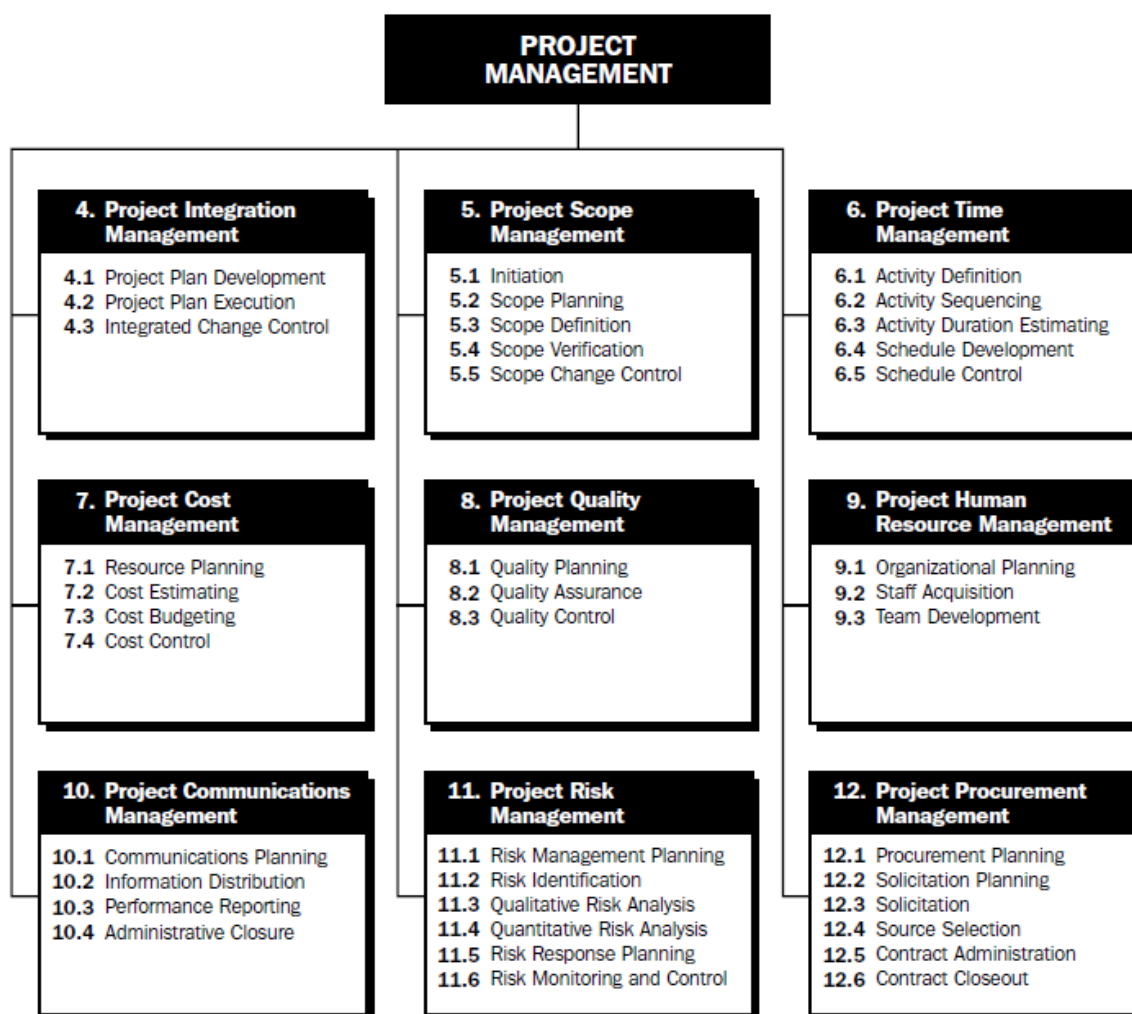 PROJECT
MANAGEMENT
4. Project Integration
Management
4.1 Project Plan Development
4.2 Project Plan Execution
4.3 Integrated Change Control
5. Project Scope
Management
5.1 Initiation
5.2 Scope Planning
5.3 Scope Definition
5.4 Scope Verification
5.5 Scope Change Control
6. Project Time
Management
6.1 Activity Definition
6.2 Activity Sequencing
6.3 Activity Duration Estimating
6.4 Schedule Development
6.5 Schedule Control
7. Project Cost
Management
7.1 Resource Planning
7.2 Cost Estimating
7.3 Cost Budgeting
7.4 Cost Control
8. Project Quality
Management
8.1 Quality Planning
8.2 Quality Assurance
8.3 Quality Control
9. Project Human
Resource Management
9.1 Organizational Planning
9.2 Staff Acquisition
9.3 Team Development
10. Project Communications
Management
10.1 Communications Planning
10.2 Information Distribution
10.3 Performance Reporting
10.4 Administrative Closure
11. Project Risk
Management
11.1 Risk Management Planning
11.2 Risk Identification
11.3 Qualitative Risk Analysis
11.4 Quantitative Risk Analysis
11.5 Risk Response Planning
11.6 Risk Monitoring and Control
12. Project Procurement
Management
12.1 Procurement Planning
12.2 Solicitation Planning
12.3 Solicitation
12.4 Source Selection
12.5 Contract Administration
12.6 Contract Closeout